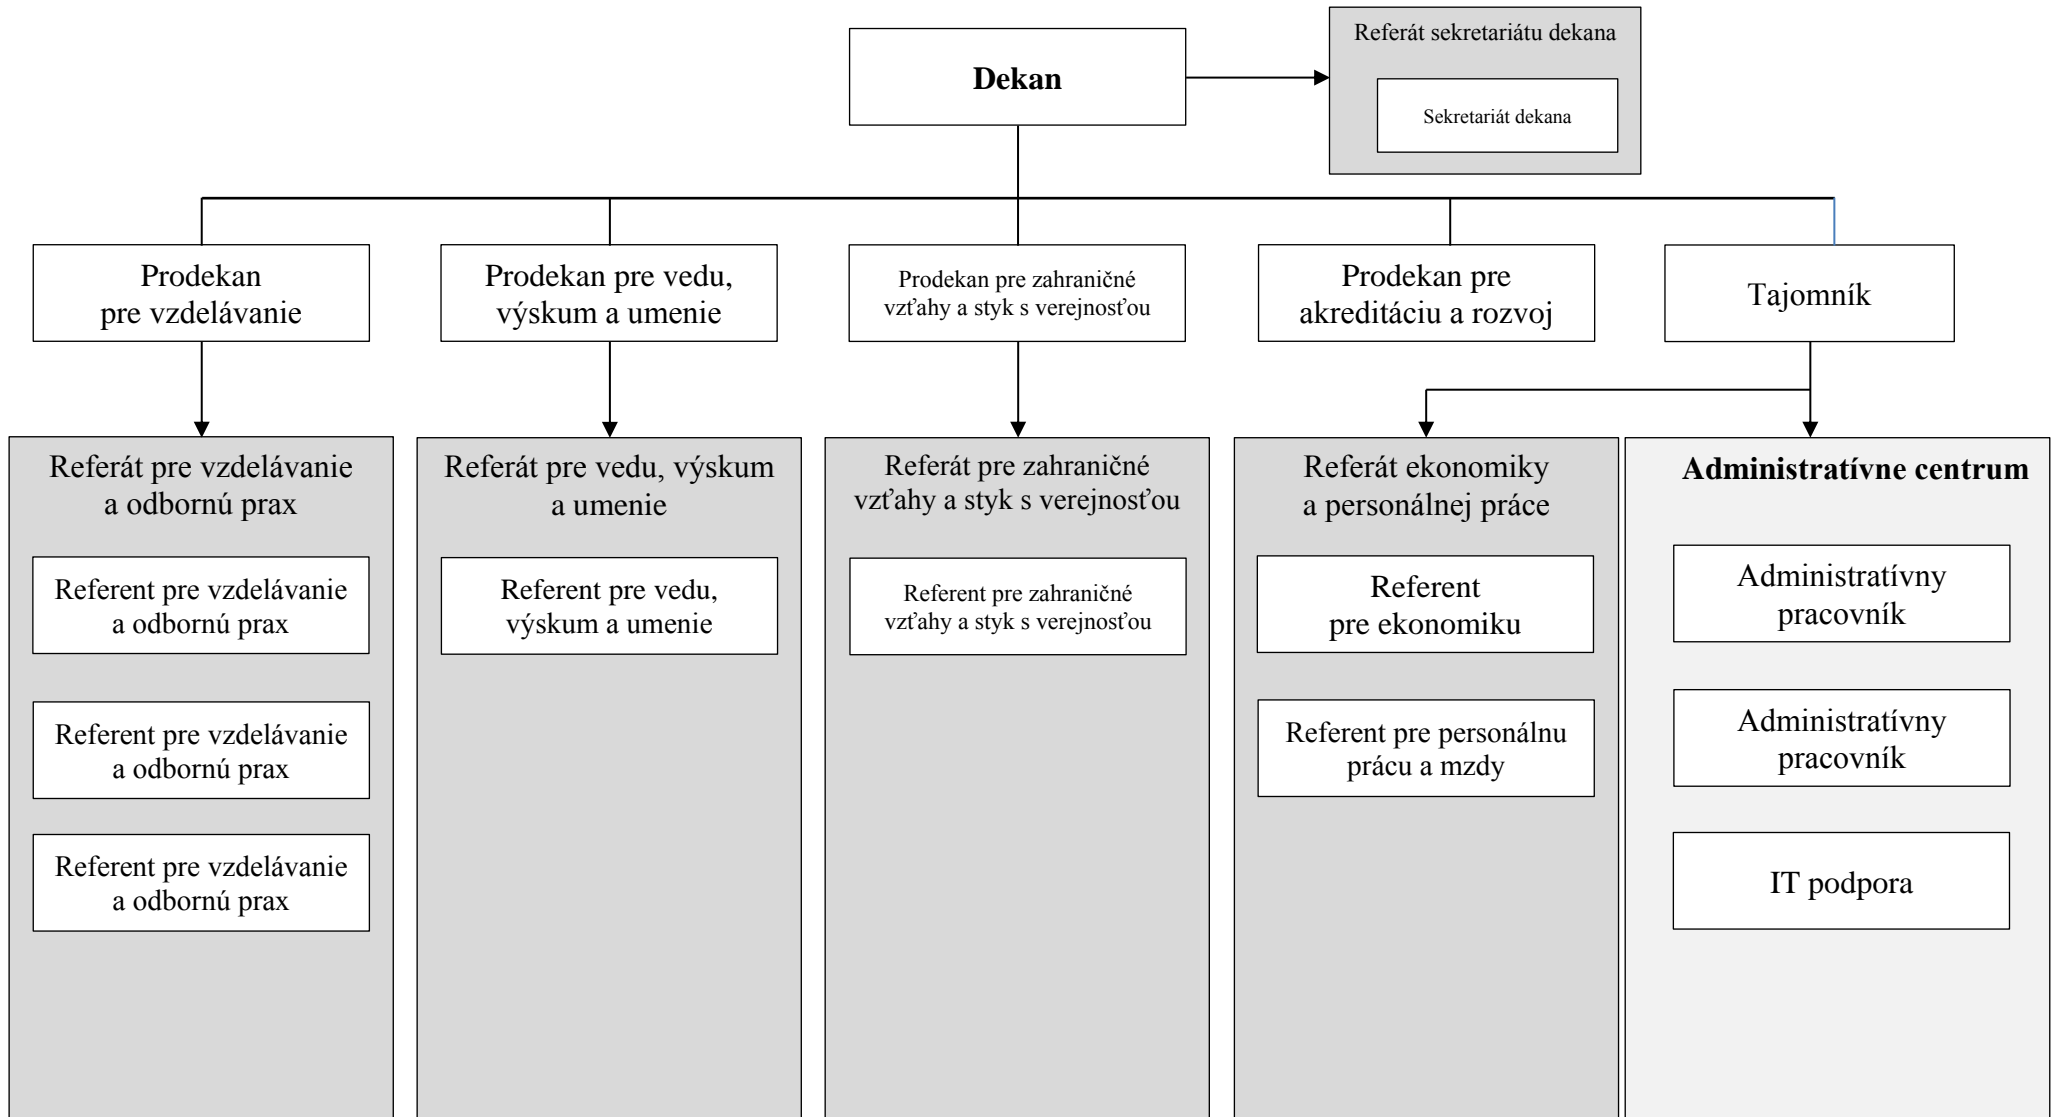 Referát sekretariátu dekana
Dekan
Sekretariát dekana
Prodekan
pre vzdelávanie
Prodekan pre vedu,
výskum a umenie
Prodekan pre zahraničné
vzťahy a styk s verejnosťou
Prodekan pre
akreditáciu a rozvoj
Tajomník
Referát pre vzdelávanie
a odbornú prax
Referent pre vzdelávanie
a odbornú prax
Referent pre vzdelávanie
a odbornú prax
Referent pre vzdelávanie
a odbornú prax
Referát pre vedu, výskum
a umenie
Referent pre vedu,
výskum a umenie
Referát pre zahraničné
vzťahy a styk s verejnosťou
Referent pre zahraničné
vzťahy a styk s verejnosťou
Referát ekonomiky
a personálnej práce
Referent
pre ekonomiku
Referent pre personálnu
prácu a mzdy
Administratívne centrum
Administratívny
pracovník
Administratívny
pracovník
IT podpora